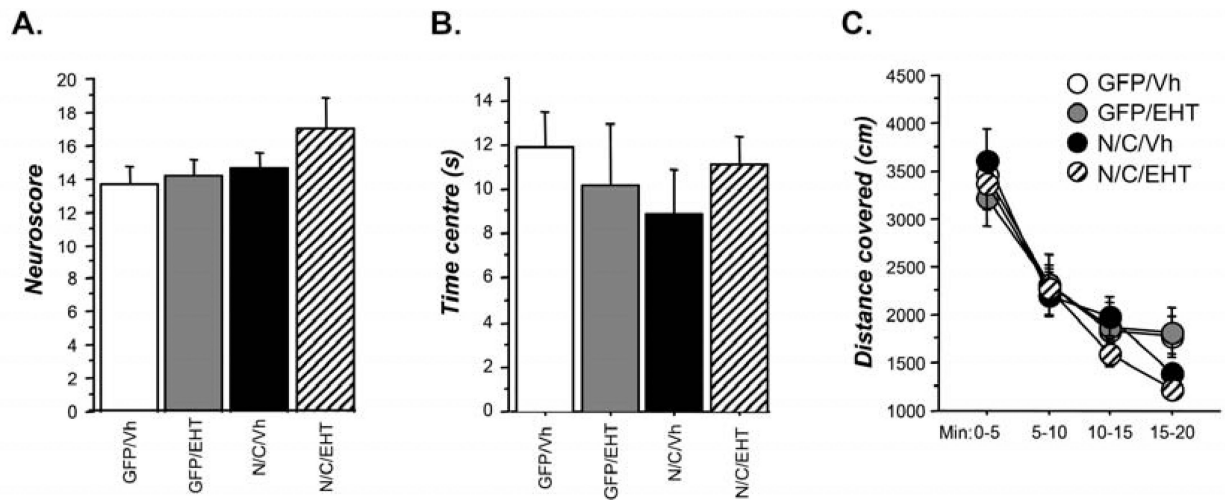 A.
Neuroscore
20
18
16
14
12
10
8
6
4
2
0
GFP/Vh
GFP/EHT
N/C/Vh
N/C/EHT
B.
Time centre (s)
14
12
10
8
6
4
2
0
GFP/Vh
GFP/EHT
N/C/Vh
N/C/EHT
C.
Distance covered (cm)
4500
4000
3500
3000
2500
2000
1500
1000
GFP/Vh
GFP/EHT
N/C/Vh
N/C/EHT
Min: 0-5 5-10 10-15 15-20